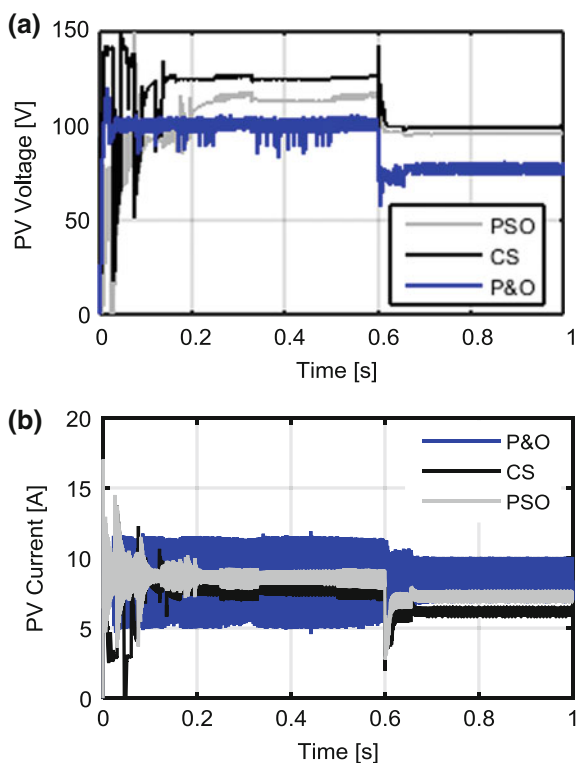 (a)
PV Voltage [V]
150
100
50
0
0 0.2 0.4 0.6 0.8 1
Time [s]
PSO
CS
P&O
(b)
PV Current [A]
20
15
10
5
0
0 0.2 0.4 0.6 0.8 1
Time [s]
P&O
CS
PSO